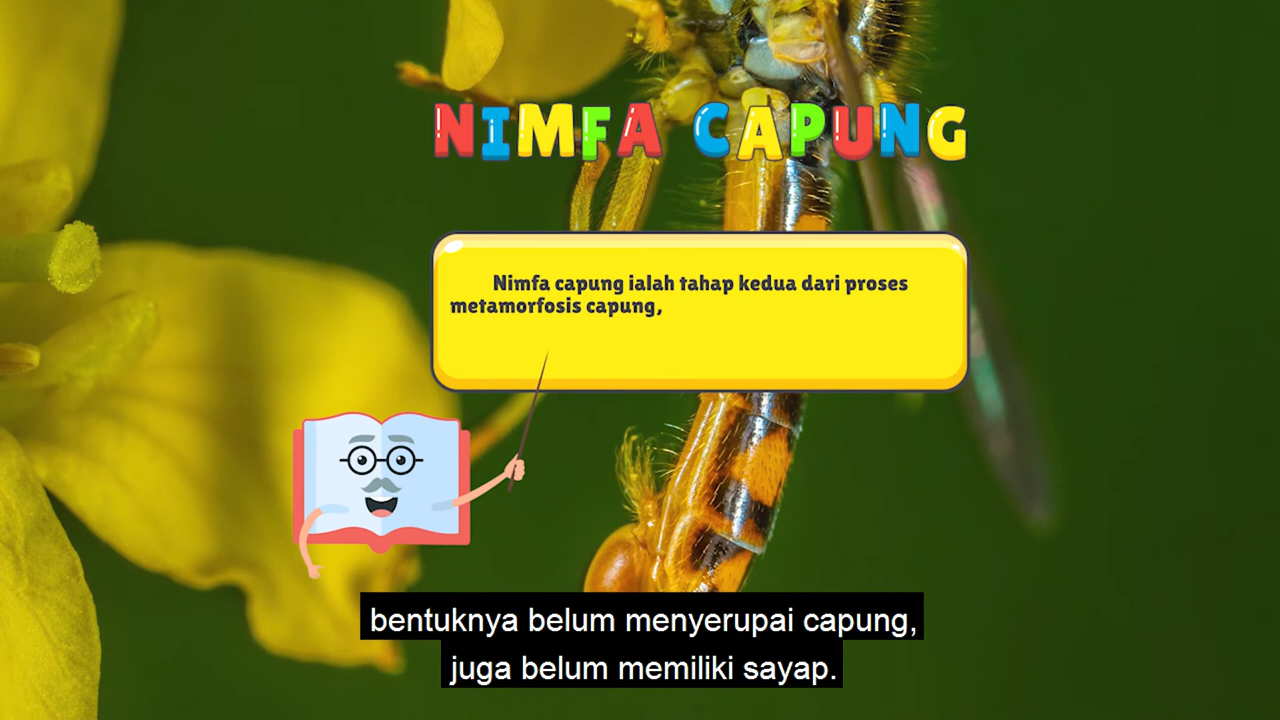 NIMFA CAPUNG
Nimfa capung ialah tahap kedua dari proses
metamorfosis capung,
bentuknya belum menyerupai capung,
juga belum memiliki sayap.